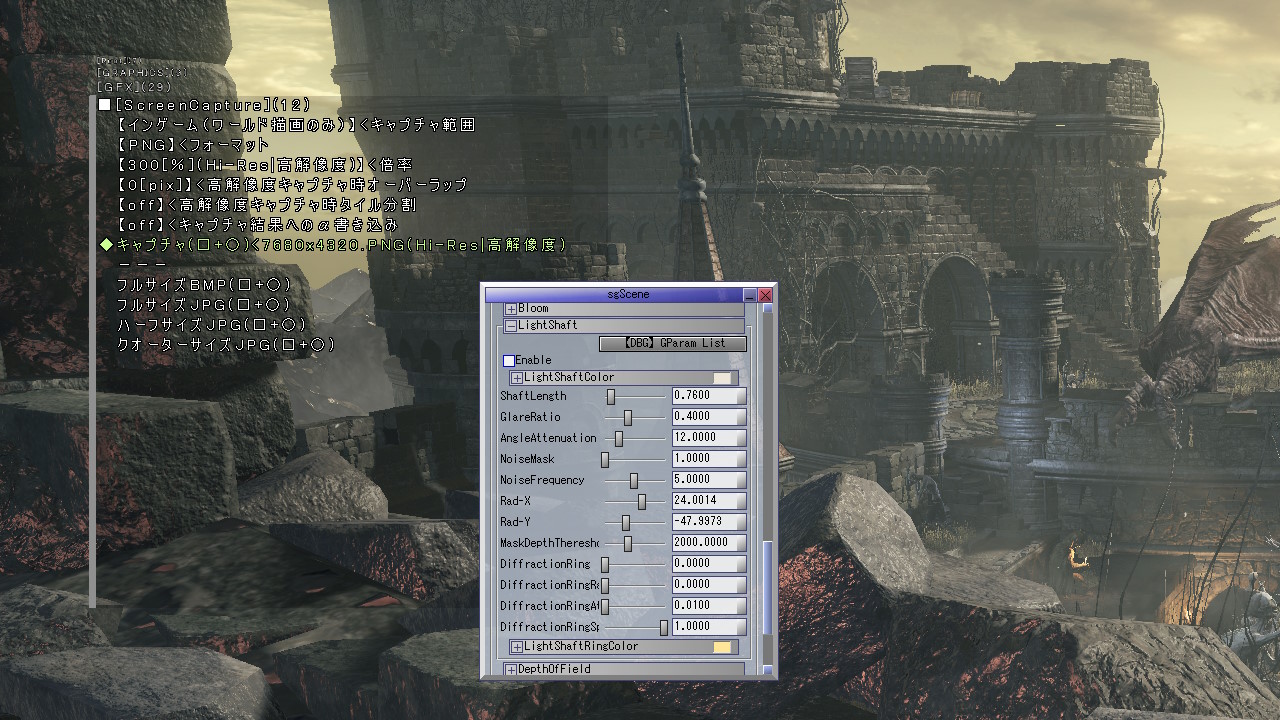 [GRAPHICS](3)
[GFX](29)
[ScreenCapture](12)
【インゲーム(ワールド描画のみ)】<キャプチャ範囲
【PNG】<フォーマット
【300[%](Hi-Res|高解像度)】<倍率
【0[pix]】<高解像度キャプチャ時オーバーラップ
【off】<高解像度キャプチャ時タイル分割
【off】<キャプチャ結果へのα書き込み
キャプチャ(□+○)<7680x4320.PNG(Hi-Res|高解像度)
ーーー
フルサイズBMP(□+○)
フルサイズJPG(□+○)
ハーフサイズJPG(□+○)
クオーターサイズJPG(□+○)
sgScene
Bloom
LightShaft
【DBG】 GParam List
Enable
LightShaftColor
ShaftLength 0.7600
GlareRatio 0.4000
AngleAttenuation 12.0000
NoiseMask 1.0000
NoiseFrequency 5.0000
Rad-X 24.0014
Rad-Y -47.9973
MaskDepthThresho 2000.0000
DiffractionRing 0.0000
DiffractionRingRa 0.0000
DiffractionRingAt 0.0100
DiffractionRingSp 1.0000
LightShaftRingColor
DepthOfField